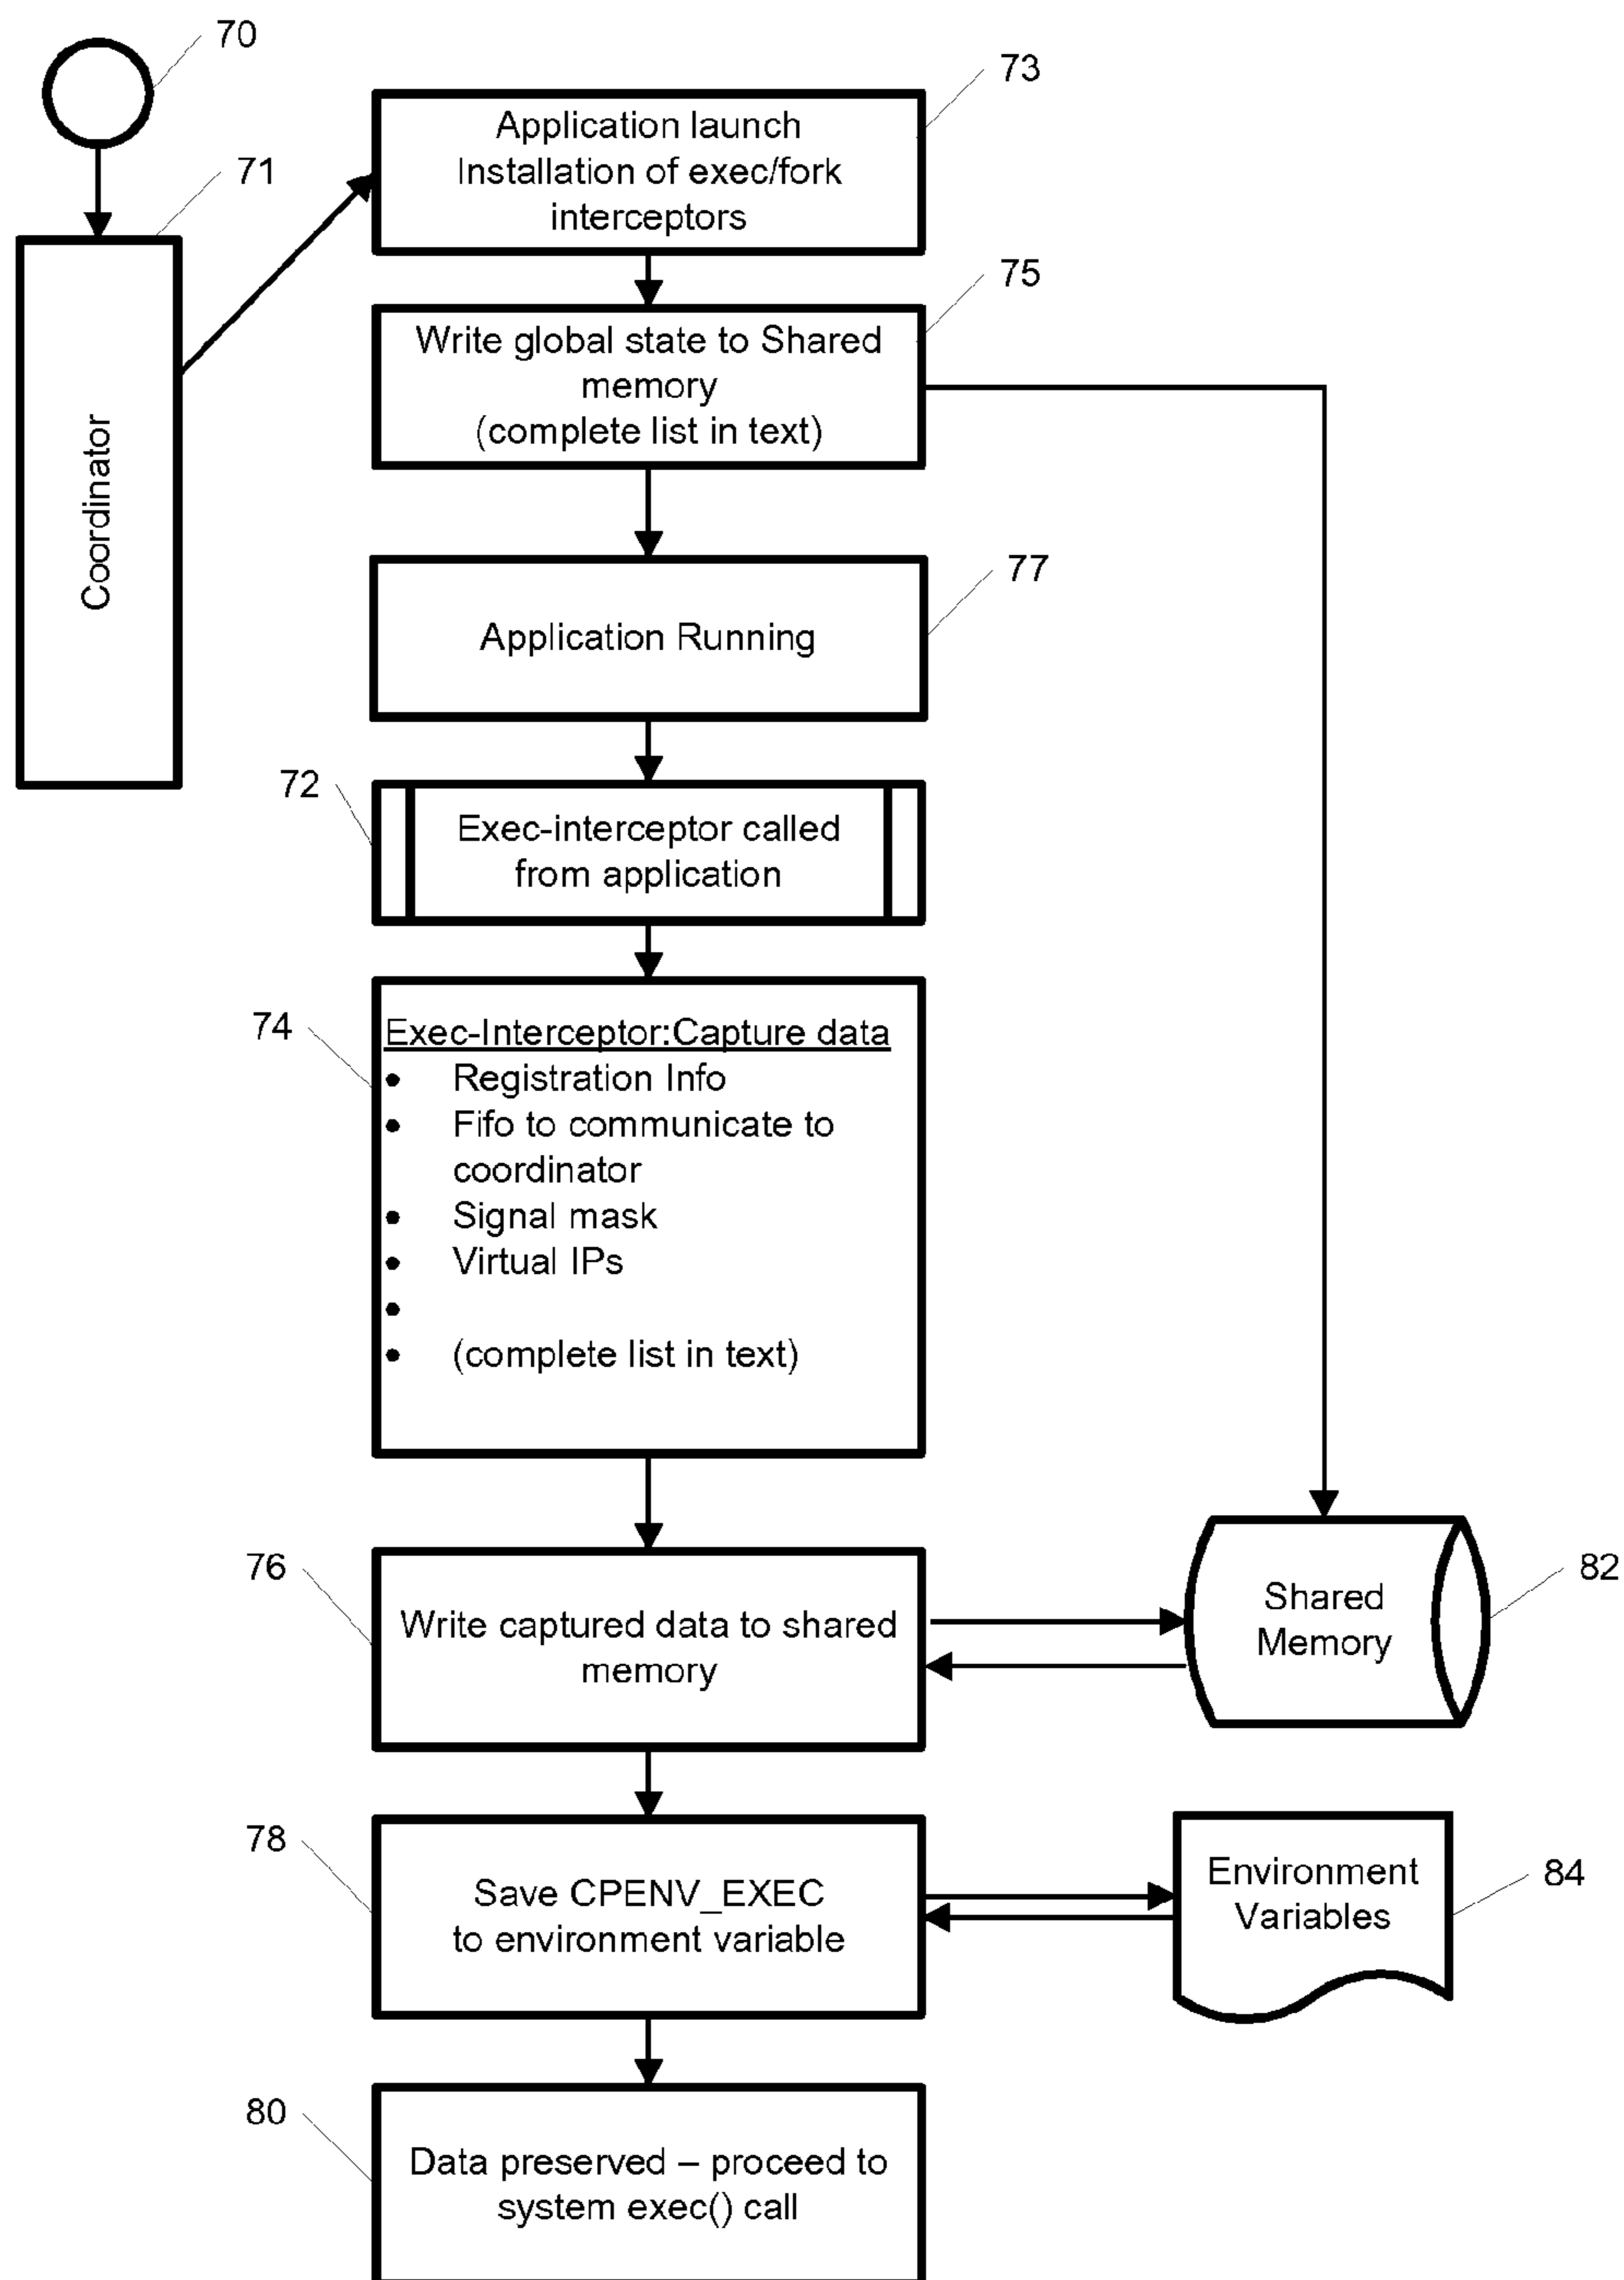 70
73
Application launch
Installation of exec/fork
interceptors
71
Coordinator
75
Write global state to Shared
memory
(complete list in text)
77
Application Running
72
Exec-interceptor called
from application
74
Exec-Interceptor:Capture data
• Registration Info
• Fifo to communicate to
coordinator
• Signal mask
• Virtual IPs
•
• (complete list in text)
76
Write captured data to shared
memory
Shared
Memory
82
78
Save CPENV_EXEC
to environment variable
Environment
Variables
84
80
Data preserved – proceed to
system exec() call